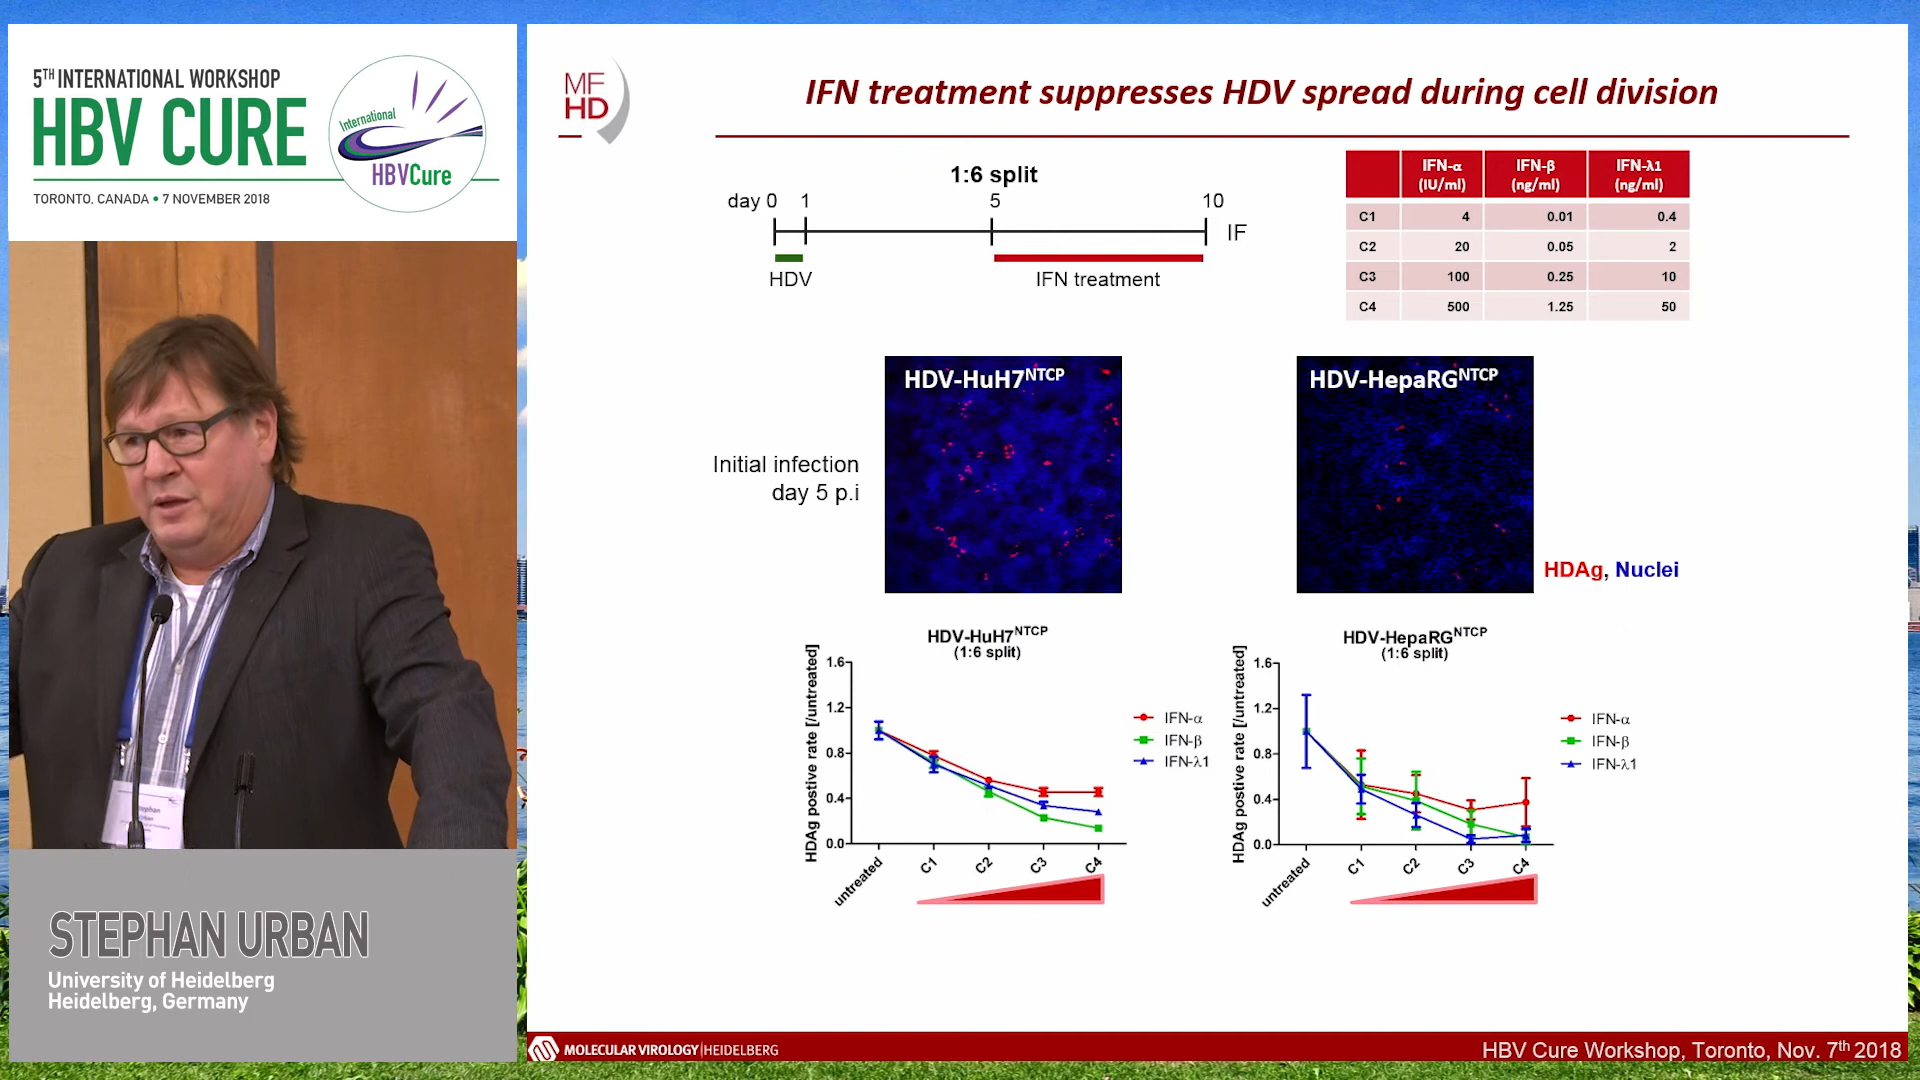 5TH INTERNATIONAL WORKSHOP
HBV CURE
TORONTO, CANADA • 7 NOVEMBER 2018
International
HBVCure
STEPHAN URBAN
University of Heidelberg
Heidelberg, Germany
MF
HD
IFN treatment suppresses HDV spread during cell division
1:6 split
day 0 1 5 10
IF
HDV
IFN treatment
IFN-α (IU/ml) IFN-β (ng/ml) IFN-λ1 (ng/ml)
C1 4 0.01 0.4
C2 20 0.05 2
C3 100 0.25 10
C4 500 1.25 50
Initial infection
day 5 p.i
HDV-HuH7NTCP
HDV-HepaRGNTCP
HDAg, Nuclei
HDV-HuH7NTCP
(1:6 split)
HDAg postive rate [/untreated]
1.6
1.2
0.8
0.4
0.0
untreated C1 C2 C3 C4
IFN-α
IFN-β
IFN-λ1
HDV-HepaRGNTCP
(1:6 split)
HDAg postive rate [/untreated]
1.6
1.2
0.8
0.4
0.0
untreated C1 C2 C3 C4
IFN-α
IFN-β
IFN-λ1
MOLECULAR VIROLOGY|HEIDELBERG
HBV Cure Workshop, Toronto, Nov. 7th 2018